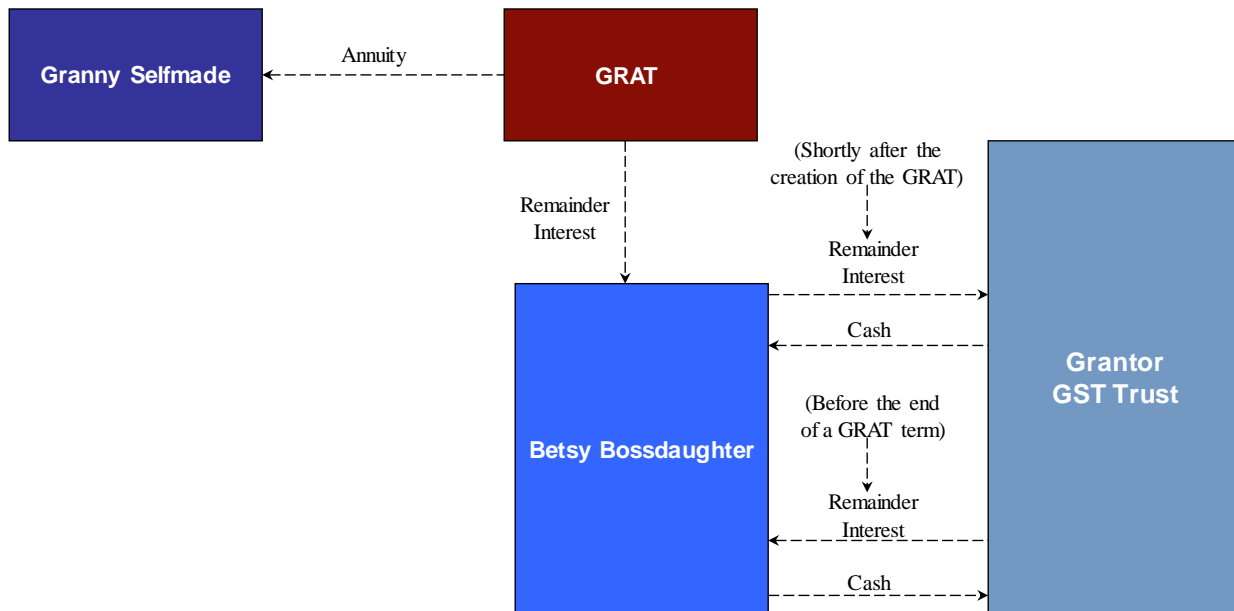 Granny Selfmade
Annuity
GRAT
Remainder
Interest
(Shortly after the
creation of the GRAT)
Remainder
Interest
Cash
Grantor
GST Trust
Betsy Bossdaughter
(Before the end
of a GRAT term)
Remainder
Interest
Cash